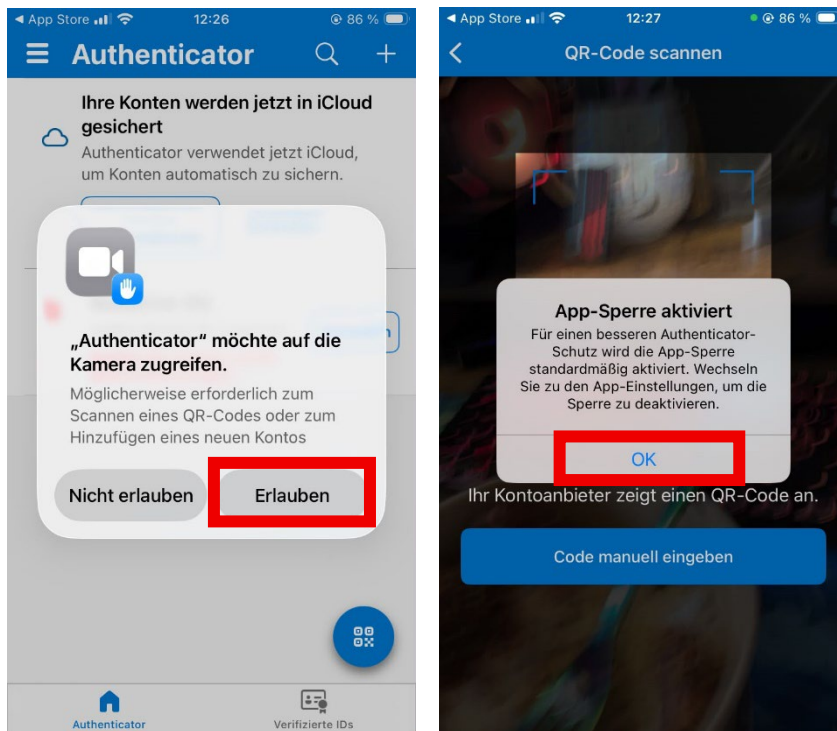 ◀ App Store
12:26
86 %
Authenticator
Ihre Konten werden jetzt in iCloud
gesichert
Authenticator verwendet jetzt iCloud,
um Konten automatisch zu sichern.
„Authenticator“ möchte auf die
Kamera zugreifen.
Möglicherweise erforderlich zum
Scannen eines QR-Codes oder zum
Hinzufügen eines neuen Kontos
Nicht erlauben
Erlauben
Authenticator
Verifizierte IDs
◀ App Store
12:27
86 %
QR-Code scannen
App-Sperre aktiviert
Für einen besseren Authenticator-
Schutz wird die App-Sperre
standardmäßig aktiviert. Wechseln
Sie zu den App-Einstellungen, um die
Sperre zu deaktivieren.
OK
Ihr Kontoanbieter zeigt einen QR-Code an.
Code manuell eingeben